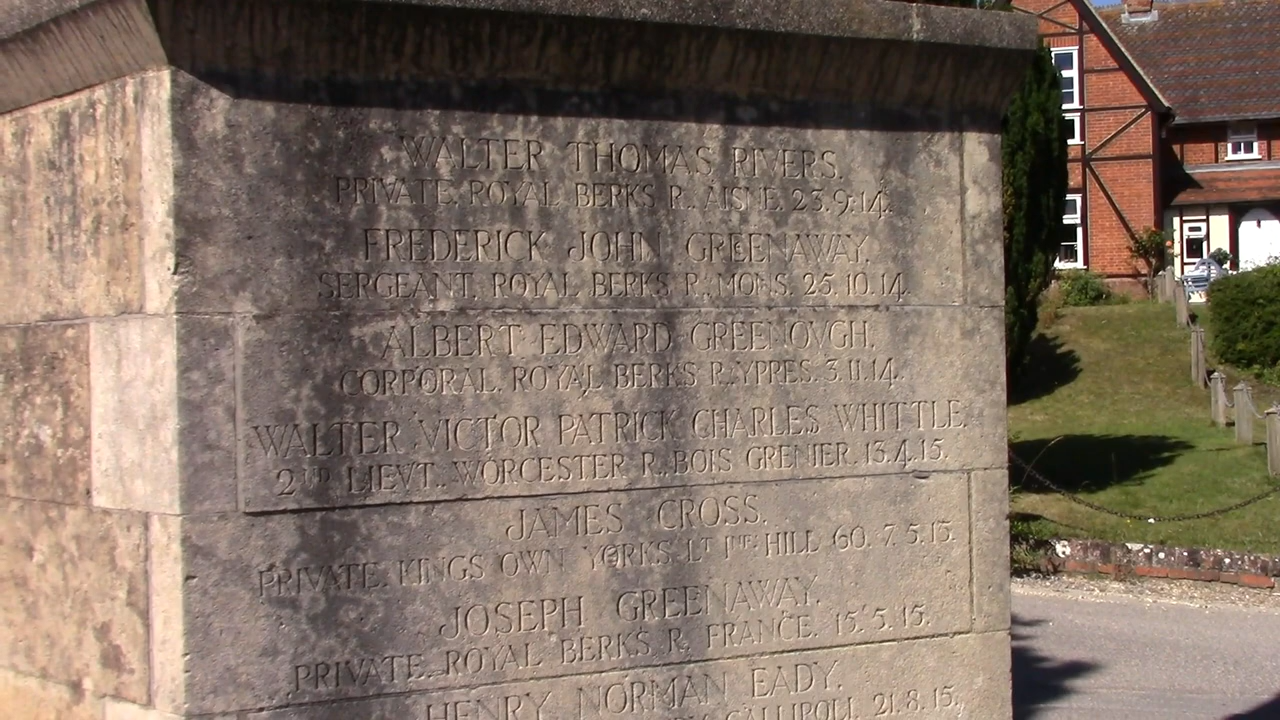 WALTER THOMAS RIVERS.
PRIVATE. ROYAL BERKS R., AISNE. 23.9.14.
FREDERICK JOHN GREENAWAY.
SERGEANT. ROYAL BERKS R., MONS. 25.10.14.
ALBERT EDWARD GREENOVGH.
CORPORAL. ROYAL BERKS R., YPRES. 3.11.14.
WALTER VICTOR PATRICK CHARLES WHITTLE.
2ND LIEVT., WORCESTER R., BOIS GRENIER. 13.4.15.
JAMES CROSS.
PRIVATE. KINGS OWN YORKS LT INF HILL 60. 7.5.15.
JOSEPH GREENAWAY.
PRIVATE. ROYAL BERKS R. FRANCE. 15.5.15.
HENRY NORMAN EADY.
GALLIPOLI. 21.8.15.